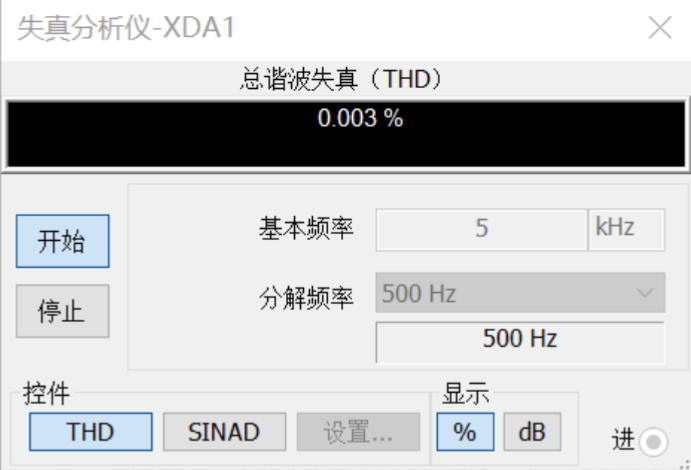 失真分析仪-XDA1
总谐波失真（THD）
0.003 %
开始
基本频率 5 kHz
停止
分解频率 500 Hz
500 Hz
控件
显示
THD SINAD 设置... % dB
进